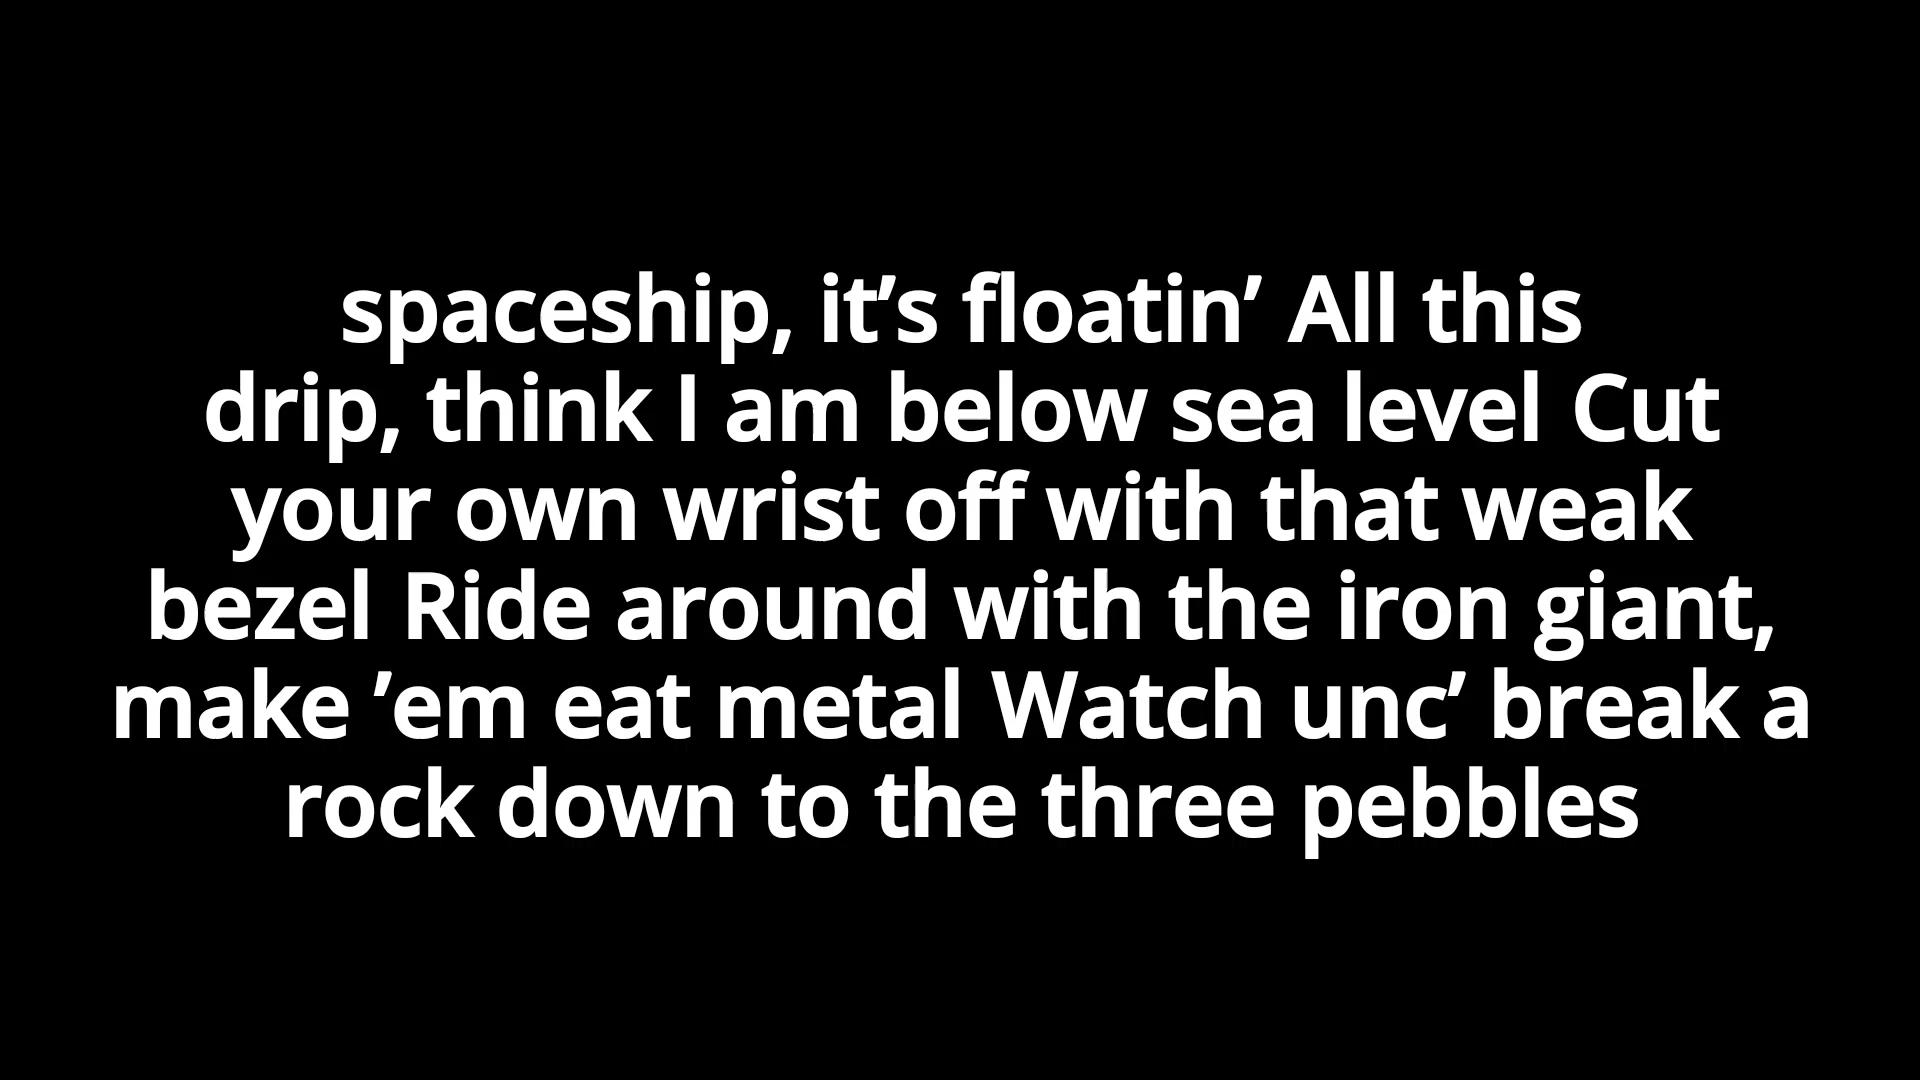 spaceship, it’s floatin’ All this
drip, think I am below sea level Cut
your own wrist off with that weak
bezel Ride around with the iron giant,
make ’em eat metal Watch unc’ break a
rock down to the three pebbles